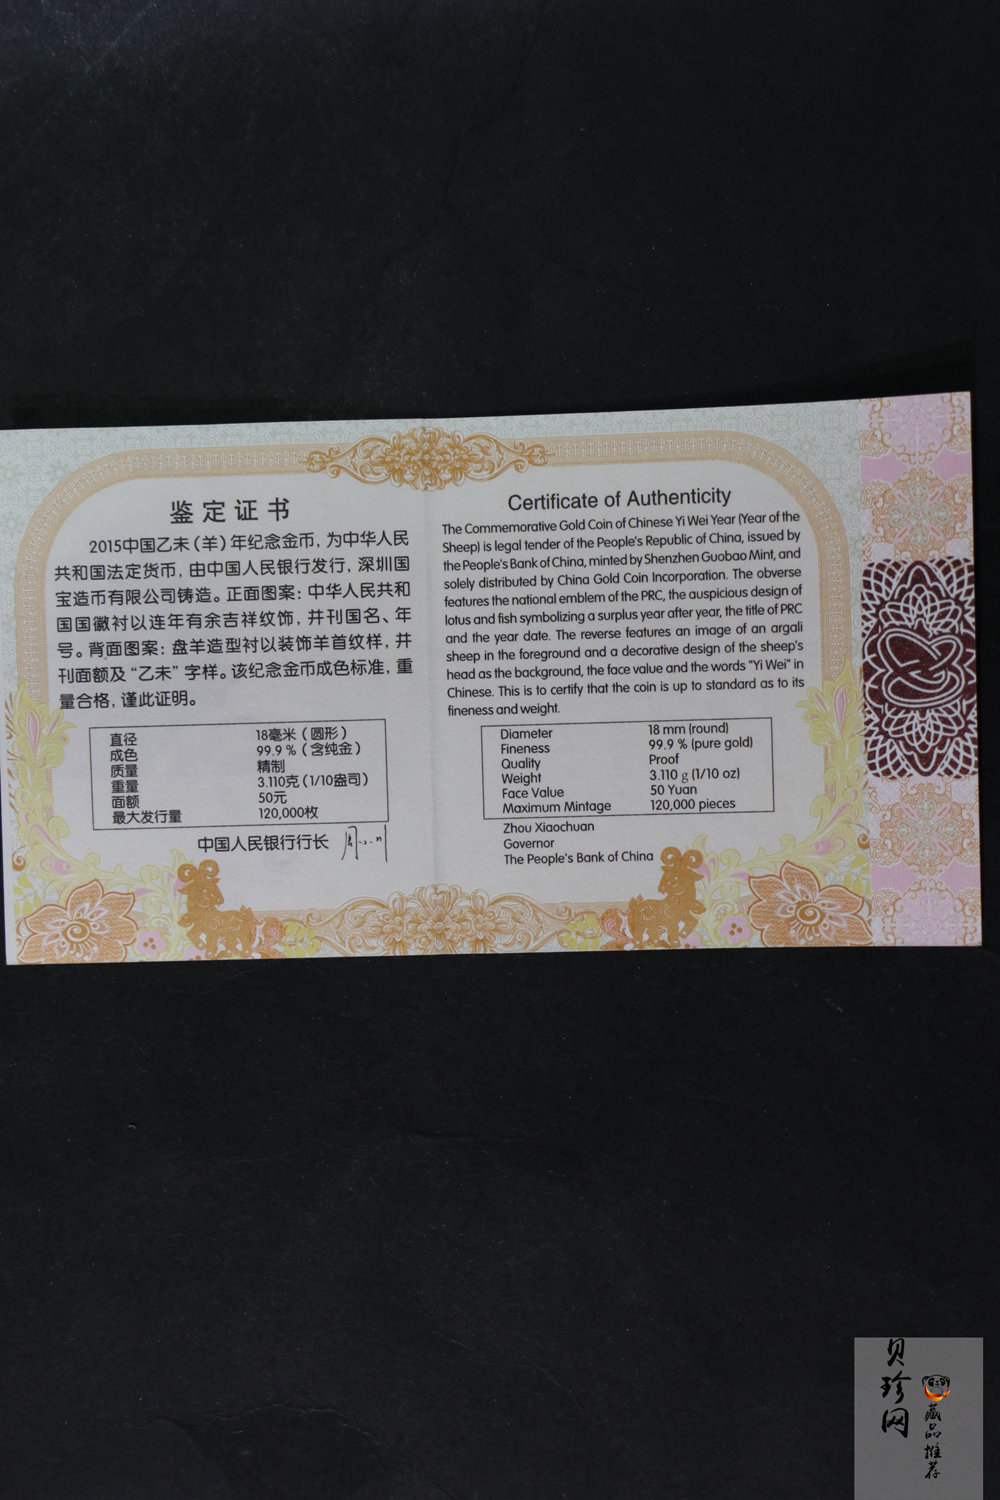 鉴定证书
2015中国乙未（羊）年纪念金币，为中华人民
共和国法定货币，由中国人民银行发行，深圳国
宝造币有限公司铸造。正面图案：中华人民共和
国国徽衬以连年有余吉祥纹饰，并刊国名、年
号。背面图案：盘羊造型衬以装饰羊首纹样，并
刊面额及“乙未”字样。该纪念金币成色标准，重
量合格，谨此证明。
直径 18毫米（圆形）
成色 99.9％（含纯金）
质量 精制
重量 3.110克（1/10盎司）
面额 50元
最大发行量 120,000枚
中国人民银行行长
Certificate of Authenticity
The Commemorative Gold Coin of Chinese Yi Wei Year (Year of the
Sheep) is legal tender of the People's Republic of China, issued by
the People's Bank of China, minted by Shenzhen Guobao Mint, and
solely distributed by China Gold Coin Incorporation. The obverse
features the national emblem of the PRC, the auspicious design of
lotus and fish symbolizing a surplus year after year, the title of PRC
and the year date. The reverse features an image of an argali
sheep in the foreground and a decorative design of the sheep's
head as the background, the face value and the words "Yi Wei" in
Chinese. This is to certify that the coin is up to standard as to its
fineness and weight.
Diameter 18 mm (round)
Fineness 99.9 % (pure gold)
Quality Proof
Weight 3.110 g (1/10 oz)
Face Value 50 Yuan
Maximum Mintage 120,000 pieces
Zhou Xiaochuan
Governor
The People's Bank of China
贝珍网
藏品推荐